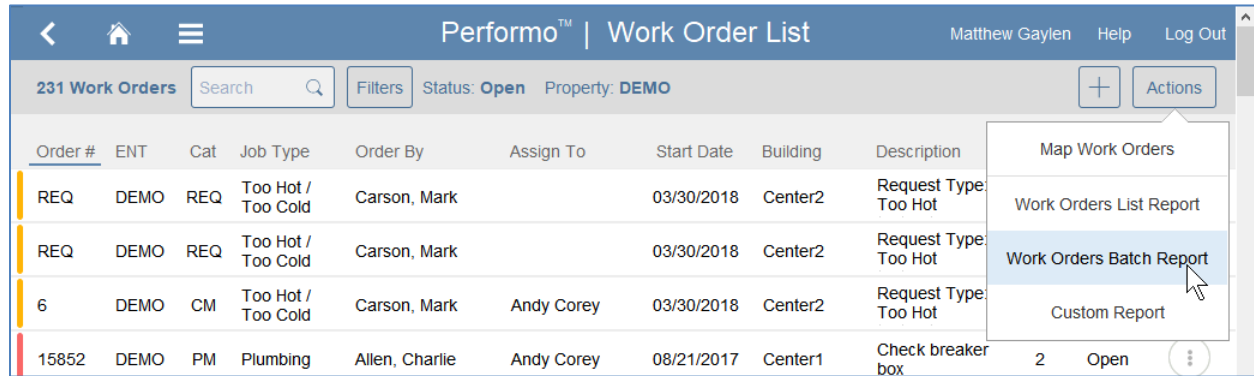 Performo™ | Work Order List Matthew Gaylen Help Log Out
231 Work Orders Search Filters Status: Open Property: DEMO Actions
Order # ENT Cat Job Type Order By Assign To Start Date Building Description
Map Work Orders
Work Orders List Report
Work Orders Batch Report
Custom Report
REQ DEMO REQ Too Hot / Carson, Mark 03/30/2018 Center2 Request Type:
Too Cold Too Hot
REQ DEMO REQ Too Hot / Carson, Mark 03/30/2018 Center2 Request Type:
Too Cold Too Hot
6 DEMO CM Too Hot / Carson, Mark Andy Corey 03/30/2018 Center2 Request Type:
Too Cold Too Hot
15852 DEMO PM Plumbing Allen, Charlie Andy Corey 08/21/2017 Center1 Check breaker 2 Open
box